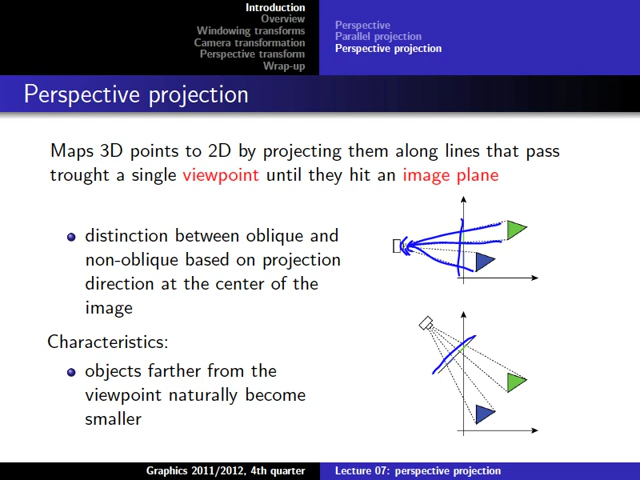 Introduction
Overview
Windowing transforms
Camera transformation
Perspective transform
Wrap-up
Perspective
Parallel projection
Perspective projection
Perspective projection
Maps 3D points to 2D by projecting them along lines that pass
trought a single viewpoint until they hit an image plane
distinction between oblique and
non-oblique based on projection
direction at the center of the
image
Characteristics:
objects farther from the
viewpoint naturally become
smaller
Graphics 2011/2012, 4th quarter
Lecture 07: perspective projection